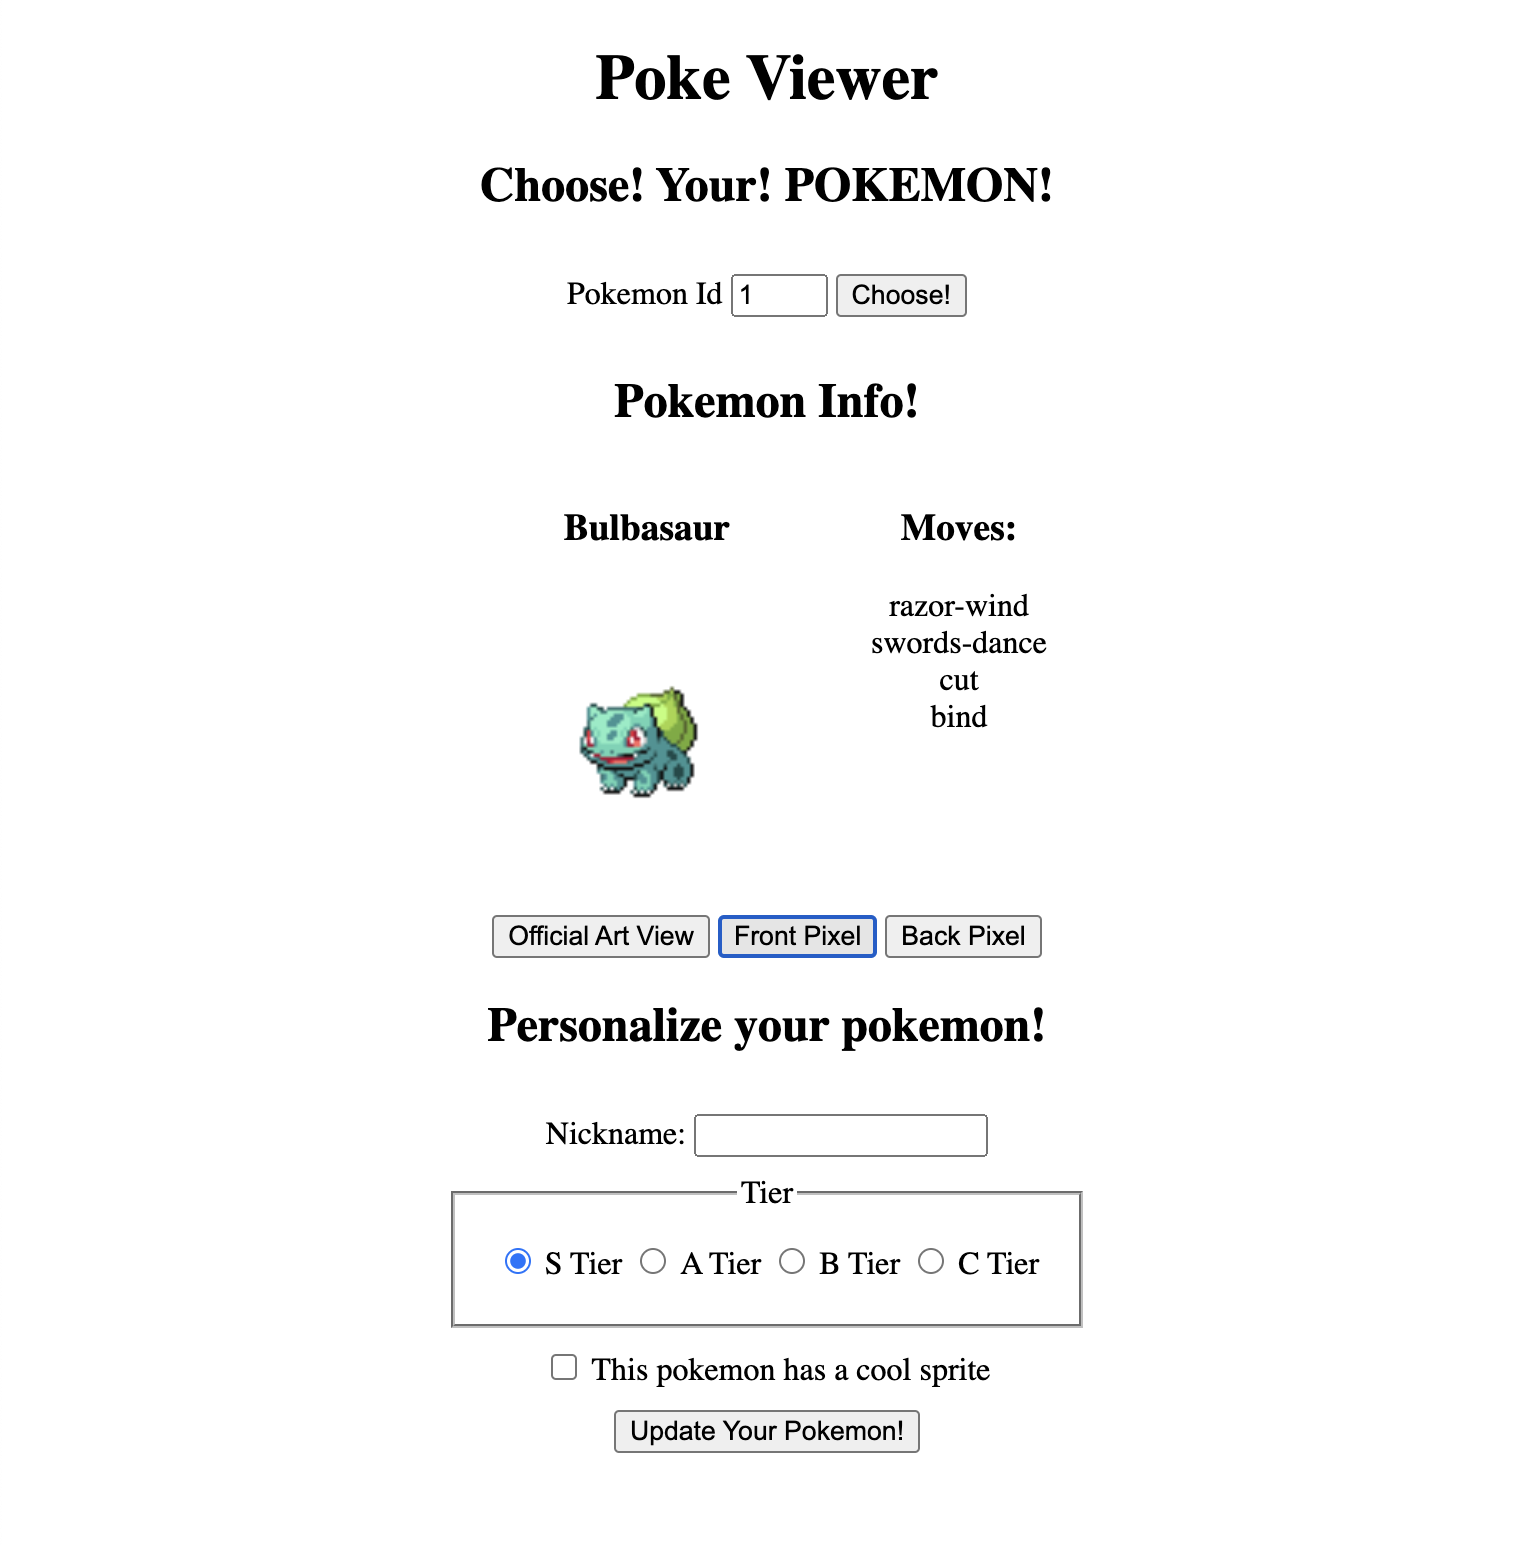 Poke Viewer
Choose! Your! POKEMON!
Pokemon Id 1 Choose!
Pokemon Info!
Bulbasaur
Moves:
razor-wind
swords-dance
cut
bind
Official Art View Front Pixel Back Pixel
Personalize your pokemon!
Nickname:
Tier
S Tier A Tier B Tier C Tier
This pokemon has a cool sprite
Update Your Pokemon!